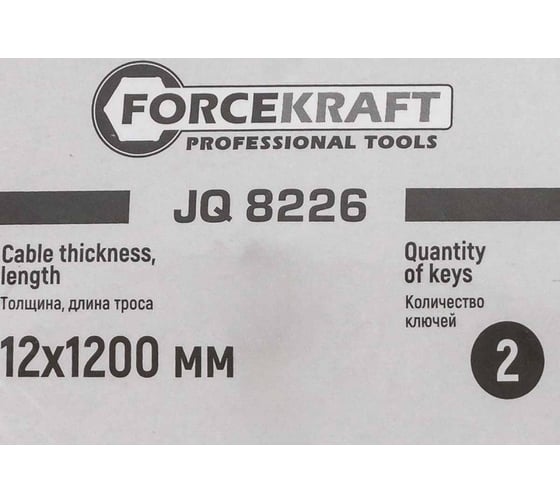 FORCEKRAFT
PROFESSIONAL TOOLS
JQ 8226
Cable thickness,
length
Толщина, длина троса
12x1200 мм
Quantity
of keys
Количество
ключей
2